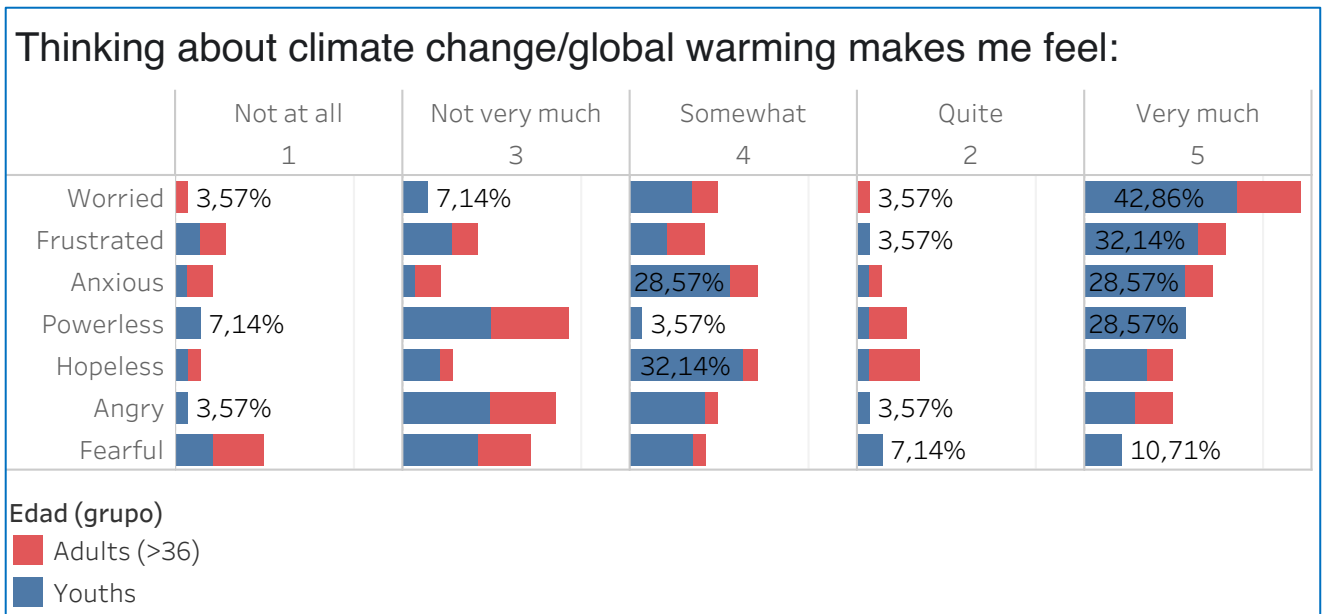 Thinking about climate change/global warming makes me feel:
Not at all Not very much Somewhat Quite Very much
1 3 4 2 5
Worried 3,57% 7,14% 3,57% 42,86%
Frustrated 3,57% 32,14%
Anxious 28,57% 28,57%
Powerless 7,14% 3,57% 28,57%
Hopeless 32,14%
Angry 3,57% 3,57%
Fearful 7,14% 10,71%
Edad (grupo)
Adults (>36)
Youths